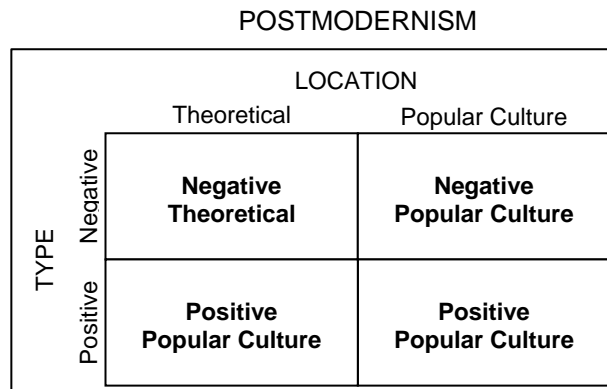 POSTMODERNISM
LOCATION
Theoretical Popular Culture
TYPE
Negative
Negative
Theoretical
Negative
Popular Culture
Positive
Positive
Popular Culture
Positive
Popular Culture